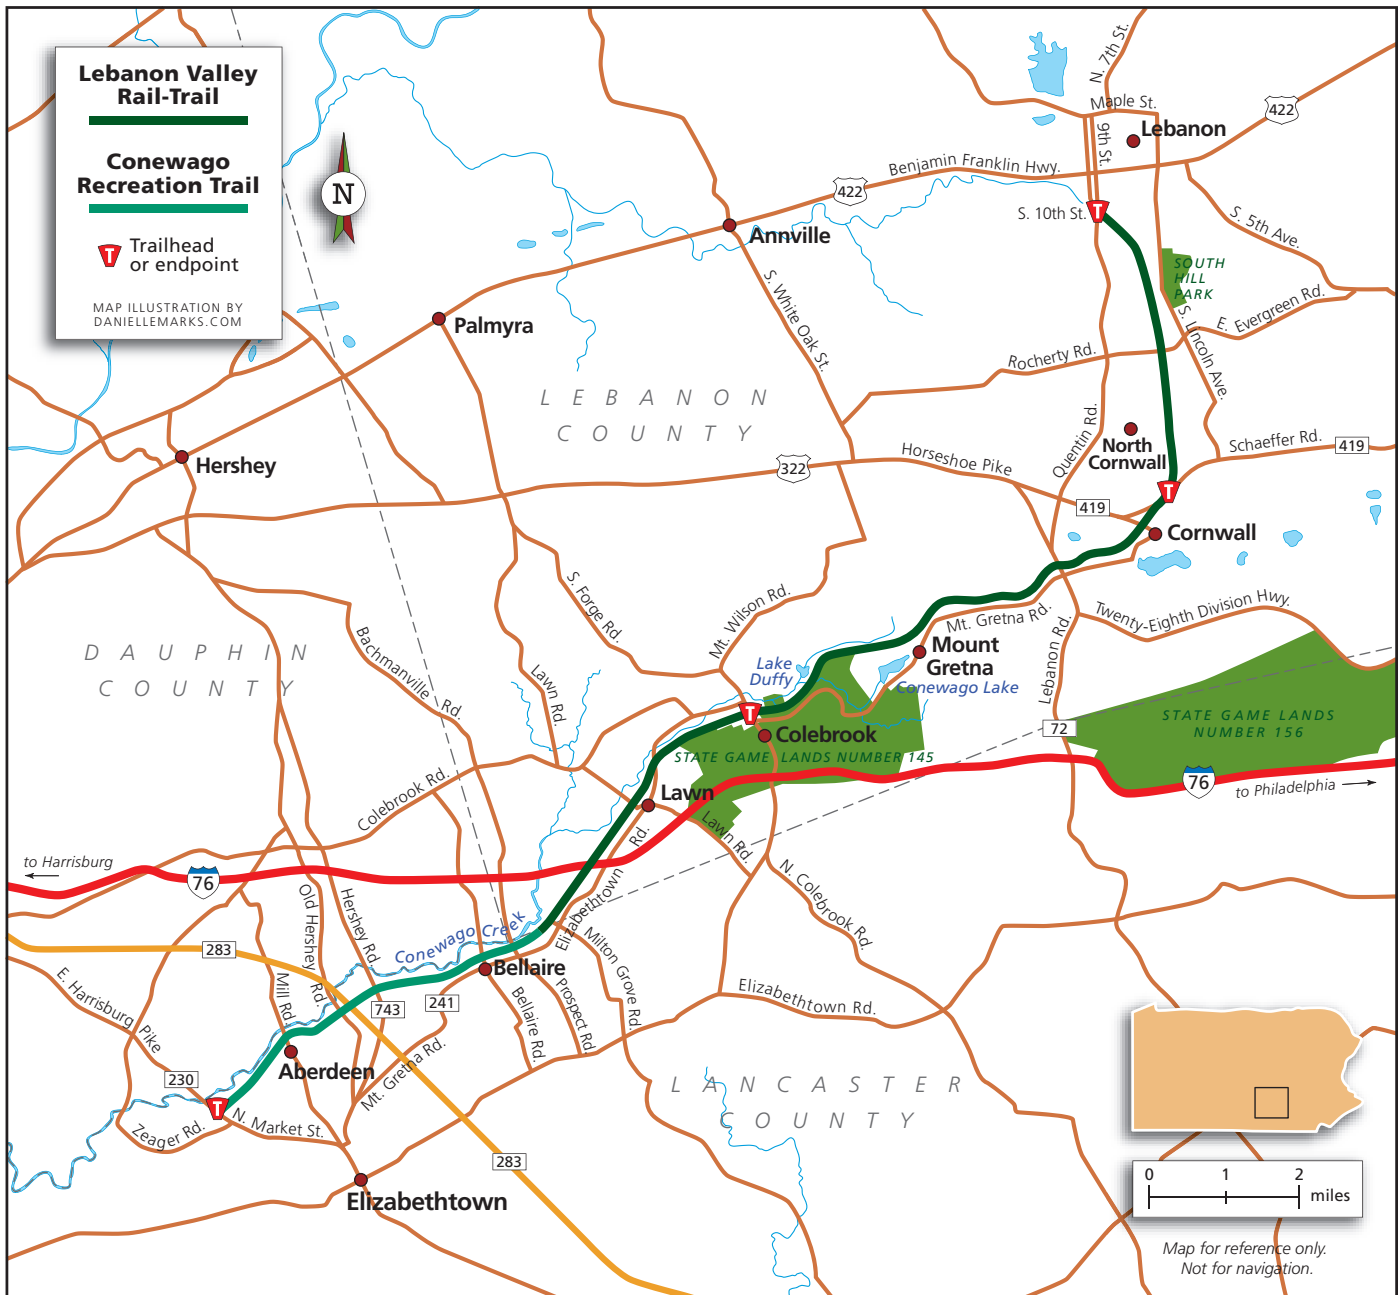 Lebanon Valley
Rail-Trail
Conewago
Recreation Trail
T
Trailhead
or endpoint
MAP ILLUSTRATION BY
DANIELLEMARKS.COM
N
N. 7th St.
Maple St.
9th St.
Lebanon
422
Benjamin Franklin Hwy.
422
S. 10th St.
T
S. 5th Ave.
Annville
SOUTH
HILL
PARK
S. White Oak St.
E. Evergreen Rd.
S. Lincoln Ave.
Palmyra
Rocherty Rd.
LEBANON
COUNTY
Quentin Rd.
North
Cornwall
Schaeffer Rd.
419
Hershey
322
Horseshoe Pike
T
419
Cornwall
S. Forge Rd.
Mt. Wilson Rd.
Mt. Gretna Rd.
Twenty-Eighth Division Hwy.
Lebanon Rd.
DAUPHIN
COUNTY
Bachmanville Rd.
Lawn Rd.
Lake
Duffy
Mount
Gretna
Conewago Lake
T
Colebrook
72
STATE GAME LANDS
NUMBER 156
STATE GAME LANDS NUMBER 145
76
to Philadelphia
Colebrook Rd.
Lawn
Lawn Rd.
to Harrisburg
76
N. Colebrook Rd
Old Hershey Rd.
Hershey Rd.
Conewago Creek
Elizabethtown Rd.
283
Milton Grove Rd.
Bellaire
E. Harrisburg Pike
Mill Rd.
743
241
Bellaire Rd.
Prospect Rd.
Elizabethtown Rd.
Aberdeen
Mt. Gretna Rd.
230
T
N. Market St.
Zeager Rd.
LANCASTER
COUNTY
283
Elizabethtown
0 1 2
miles
Map for reference only.
Not for navigation.